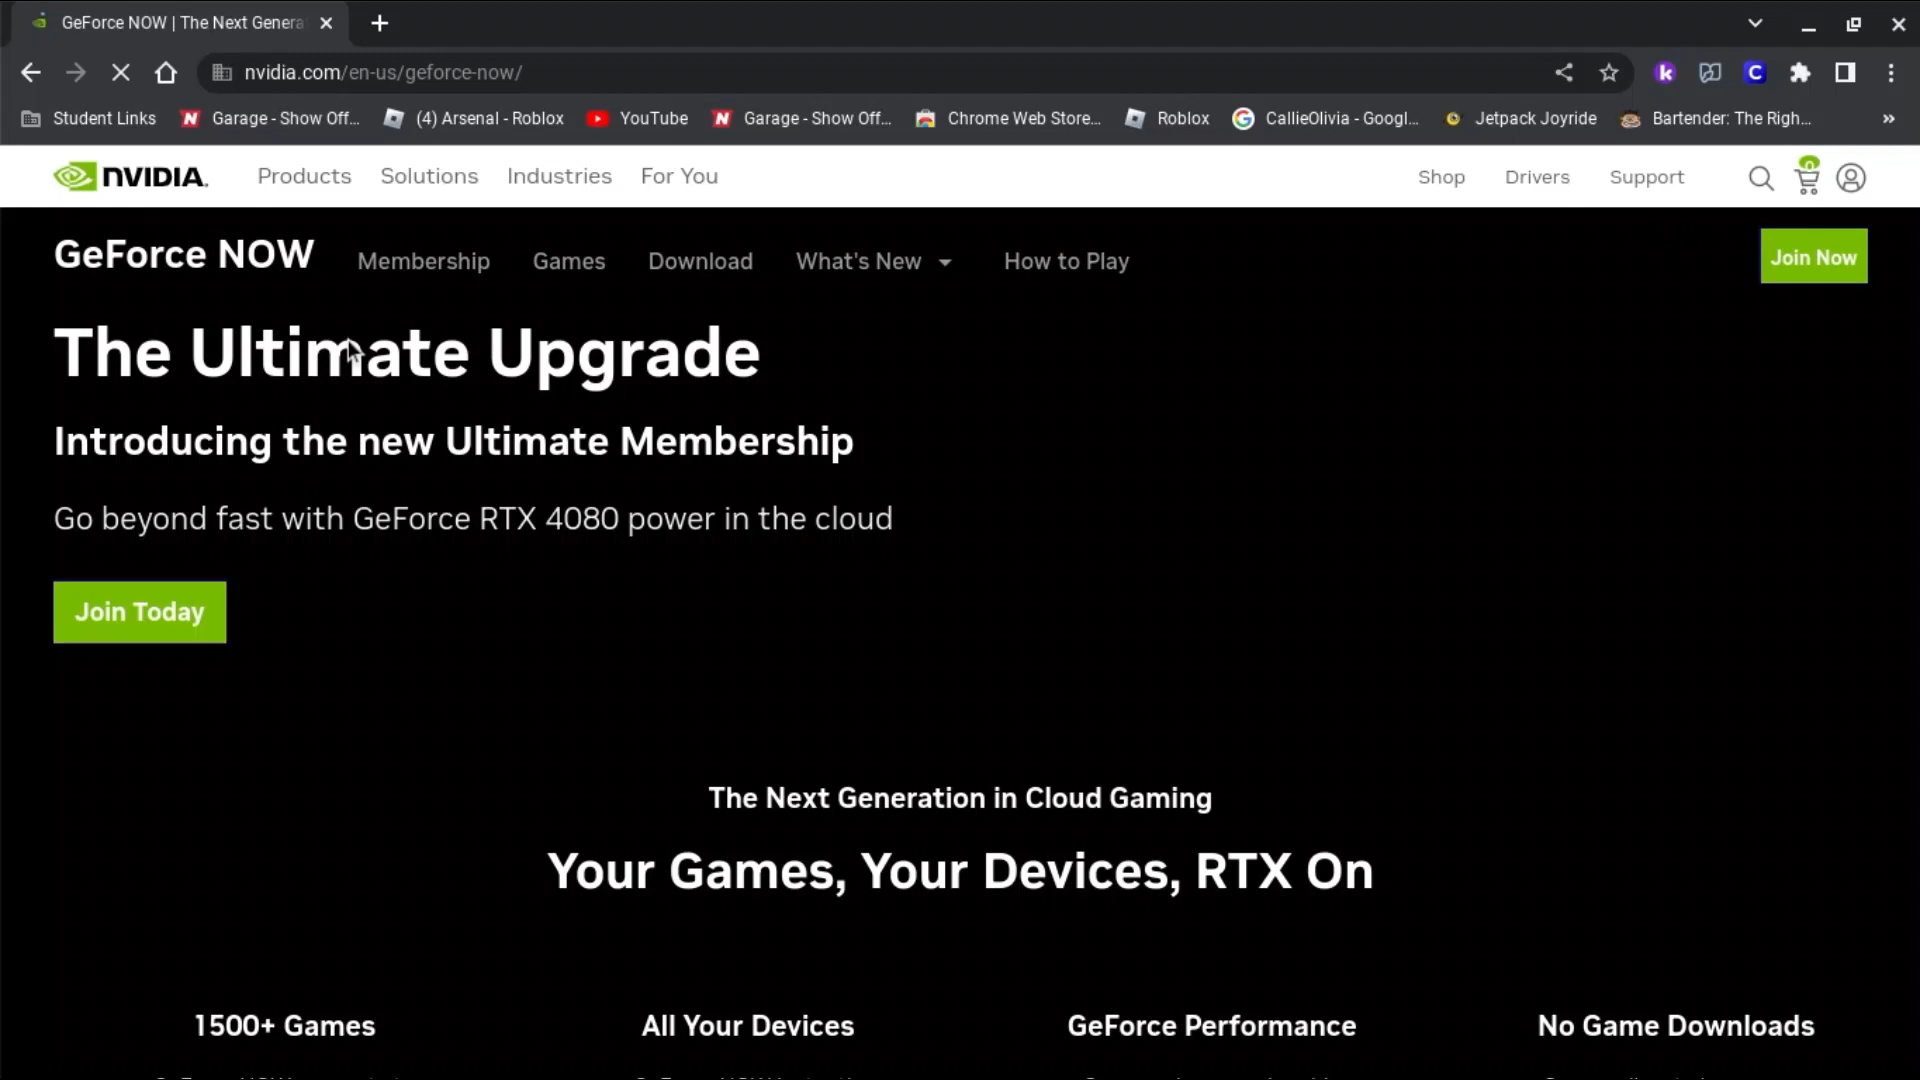 GeForce NOW | The Next Genera
nvidia.com/en-us/geforce-now/
Student Links Garage - Show Off... (4) Arsenal - Roblox YouTube Garage - Show Off... Chrome Web Store... Roblox CallieOlivia - Googl... Jetpack Joyride Bartender: The Righ... »
NVIDIA. Products Solutions Industries For You Shop Drivers Support 0
GeForce NOW Membership Games Download What's New How to Play Join Now
The Ultimate Upgrade
Introducing the new Ultimate Membership
Go beyond fast with GeForce RTX 4080 power in the cloud
Join Today
The Next Generation in Cloud Gaming
Your Games, Your Devices, RTX On
1500+ Games All Your Devices GeForce Performance No Game Downloads